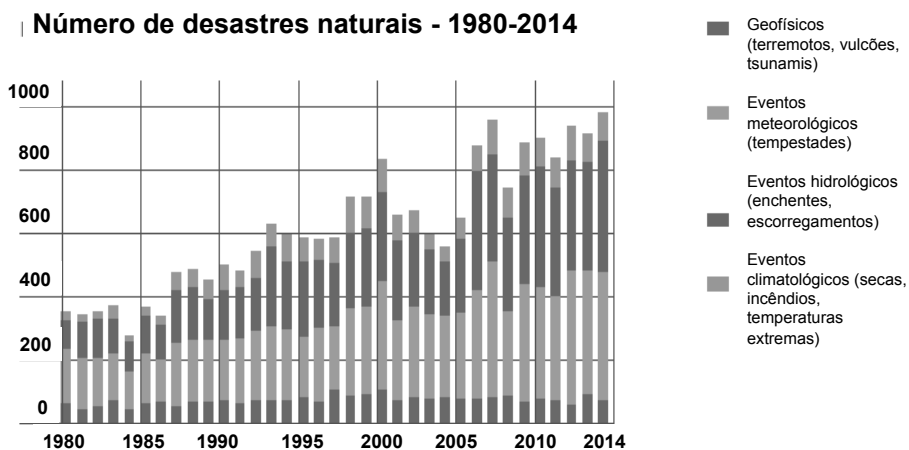 Número de desastres naturais - 1980-2014
1000
800
600
400
200
0
1980 1985 1990 1995 2000 2005 2010 2014
Geofísicos
(terremotos, vulcões,
tsunamis)
Eventos
meteorológicos
(tempestades)
Eventos hidrológicos
(enchentes,
escorregamentos)
Eventos
climatológicos (secas,
incêndios,
temperaturas
extremas)